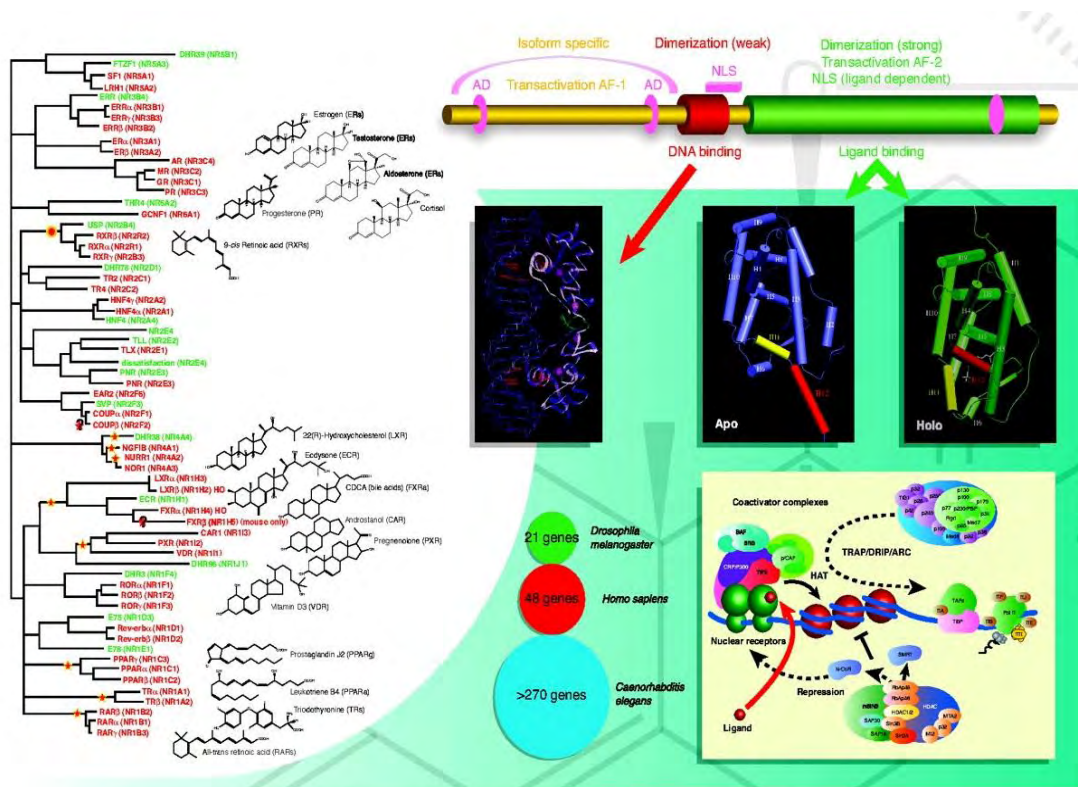 DHR39 (NR5B1)
FTZF1 (NR5A3)
SF1 (NR5A1)
LRH1 (NR5A2)
ERR (NR3B4)
ERRα (NR3B1)
ERRγ (NR3B3)
ERRβ (NR3B2)
ERα (NR3A1)
ERβ (NR3A2)
AR (NR3C4)
MR (NR3C2)
GR (NR3C1)
PR (NR3C3)
THR4 (NR6A2)
GCNF1 (NR6A1)
USP (NR2B4)
RXRβ (NR2R2)
RXRα (NR2R1)
RXRγ (NR2B3)
DHR78 (NR2D1)
TR2 (NR2C1)
TR4 (NR2C2)
HNF4γ (NR2A2)
HNF4α (NR2A1)
HNF4 (NR2A4)
NR2E4
TLL (NR2E2)
TLX (NR2E1)
dissatisfaction (NR2E4)
PNR (NR2E3)
PNR (NR2E3)
EAR2 (NR2F6)
SVP (NR2F3)
COUPα (NR2F1)
COUPβ (NR2F2)
DHR38 (NR4A4)
NGFIB (NR4A1)
NURR1 (NR4A2)
NOR1 (NR4A3)
LXRα (NR1H3)
LXRβ (NR1H2) HO
ECR (NR1H1)
FXRα (NR1H4) HO
FXRβ (NR1H5) (mouse only)
CAR1 (NR1I3)
PXR (NR1I2)
VDR (NR1I1)
DHR96 (NR1J1)
DHR3 (NR1F4)
RORα (NR1F1)
RORβ (NR1F2)
RORγ (NR1F3)
E75 (NR1D3)
Rev-erbα (NR1D1)
Rev-erbβ (NR1D2)
E78 (NR1E1)
PPARγ (NR1C3)
PPARα (NR1C1)
PPARβ (NR1C2)
TRα (NR1A1)
TRβ (NR1A2)
RARβ (NR1B2)
RARα (NR1B1)
RARγ (NR1B3)
Estrogen (ERs)
Testosterone (ERs)
Aldosterone (ERs)
Progesterone (PR)
Cortisol
9-cis Retinoic acid (RXRs)
22(R)-Hydroxycholesterol (LXR)
Ecdysone (ECR)
CDCA (bile acids) (FXRα)
Androstanol (CAR)
Pregnenolone (PXR)
Vitamin D3 (VDR)
Prostaglandin J2 (PPARg)
Leukotriene B4 (PPARa)
Triiodothyronine (TRs)
All-trans retinoic acid (RARs)
Isoform specific
Dimerization (weak)
Dimerization (strong)
Transactivation AF-2
NLS (ligand dependent)
AD
Transactivation AF-1
AD
NLS
DNA binding
Ligand binding
Apo
Holo
21 genes
Drosophila
melanogaster
48 genes
Homo sapiens
>270 genes
Caenorhabditis
elegans
Coactivator complexes
TRAP/DRIP/ARC
HAT
Nuclear receptors
Repression
Ligand